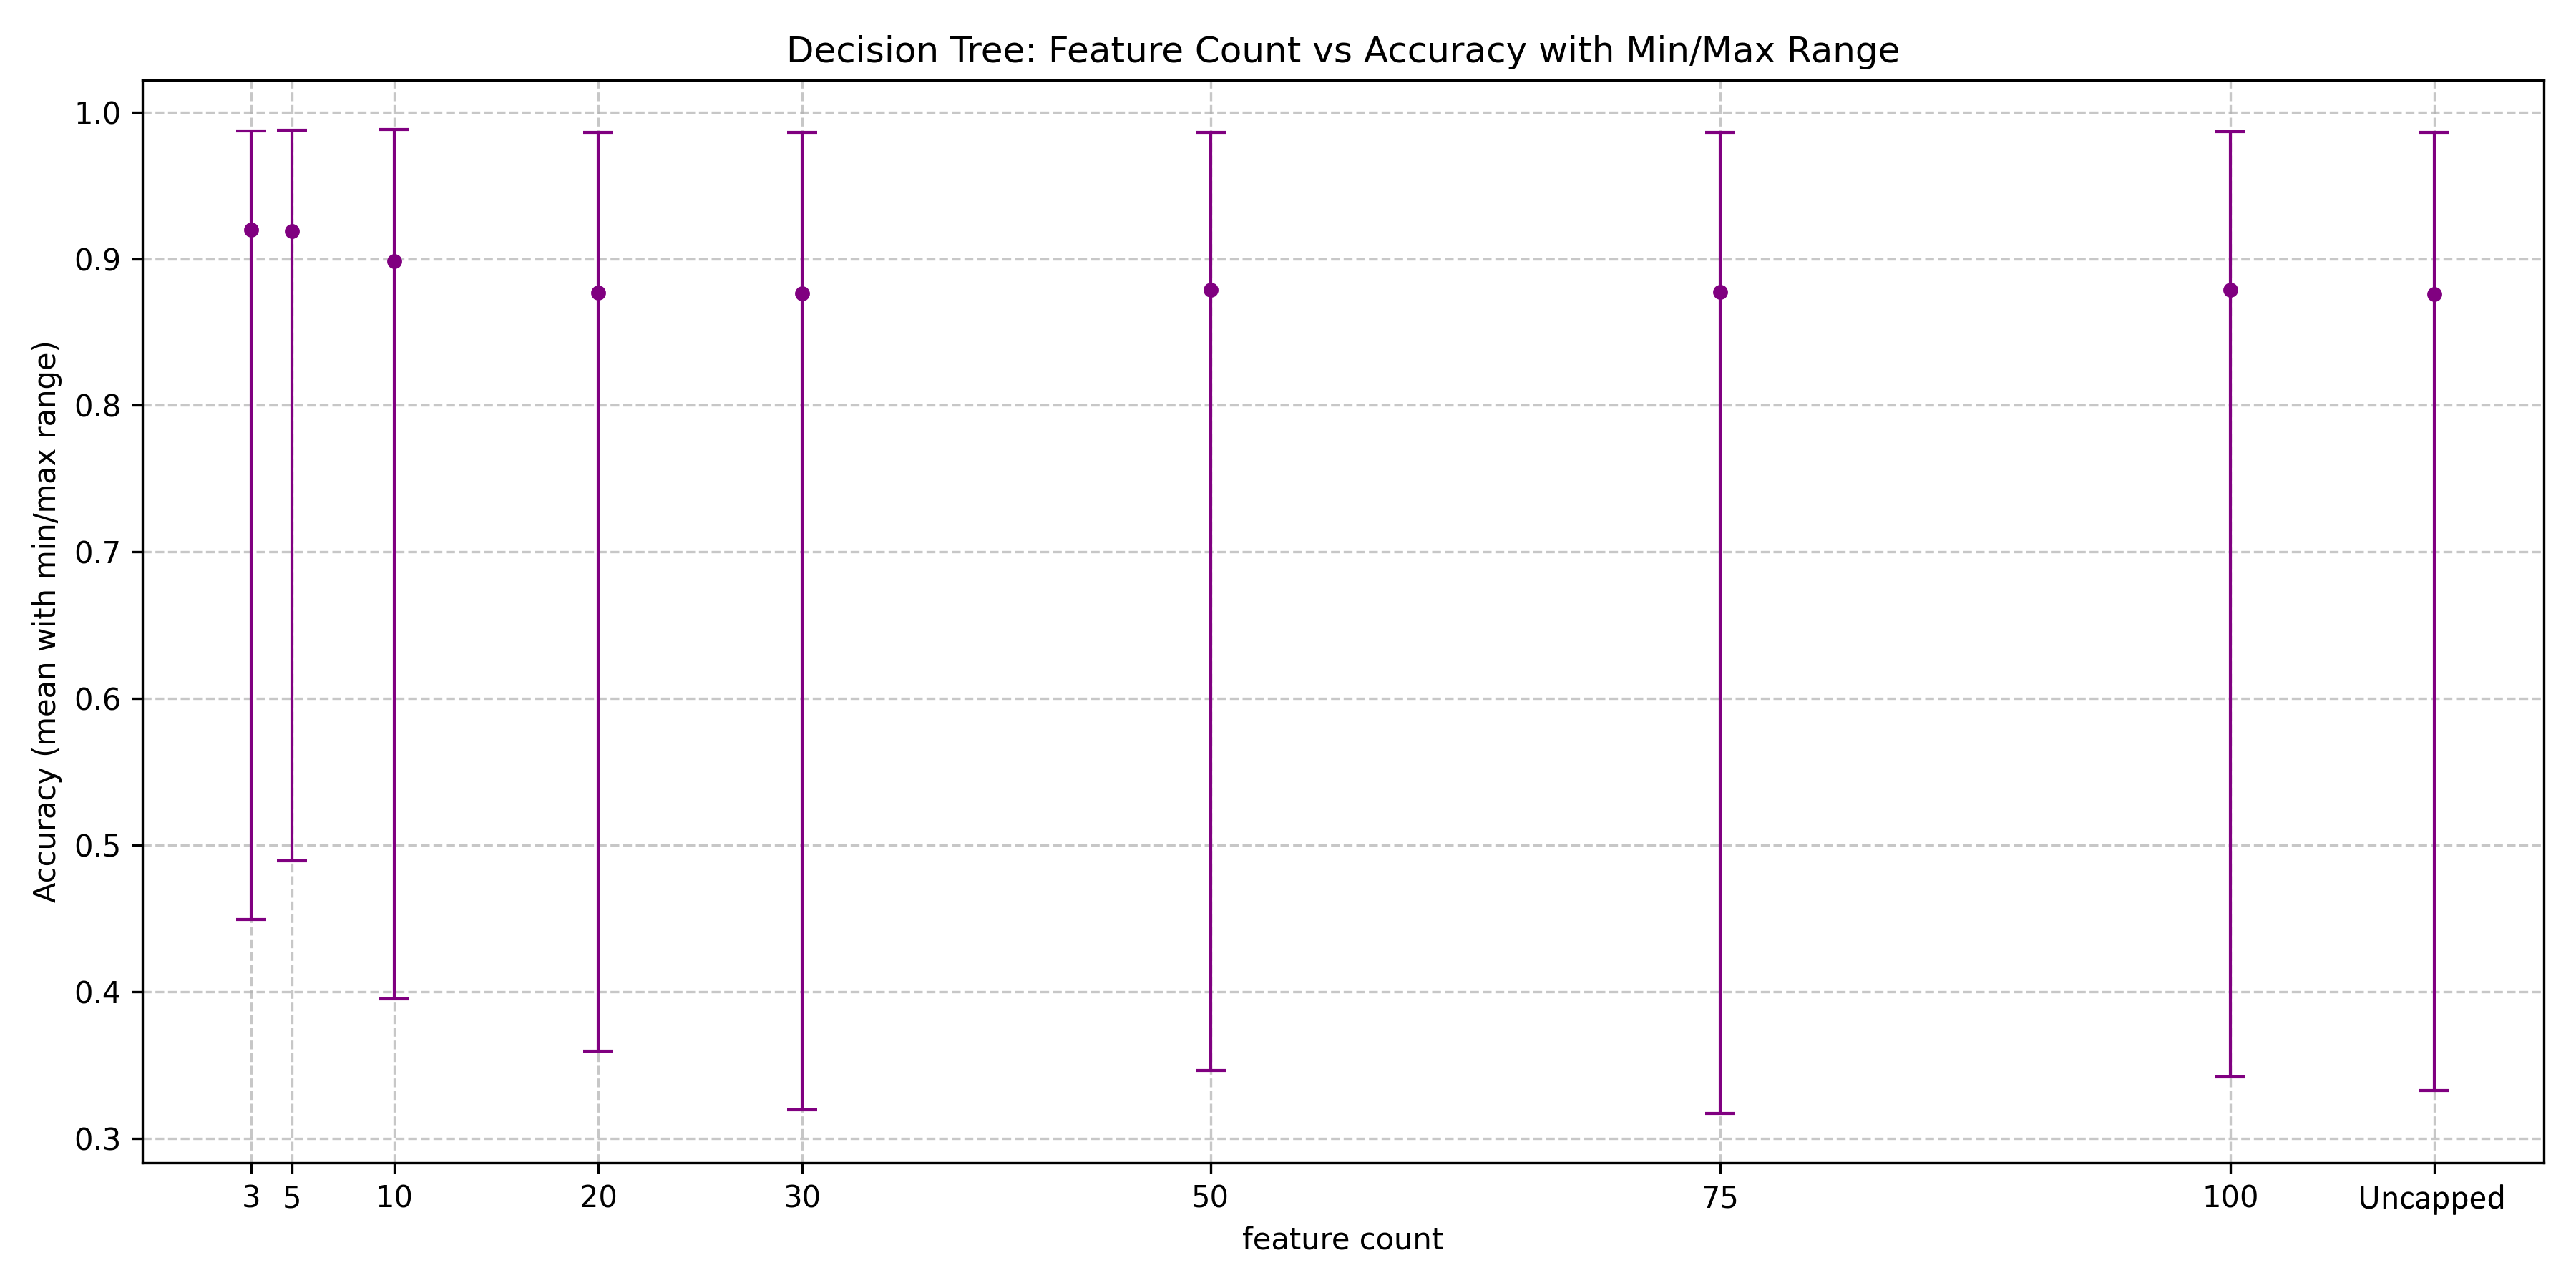 Decision Tree: Feature Count vs Accuracy with Min/Max Range
Accuracy (mean with min/max range)
1.0
0.9
0.8
0.7
0.6
0.5
0.4
0.3
3 5 10 20 30 50 75 100 Uncapped
feature count